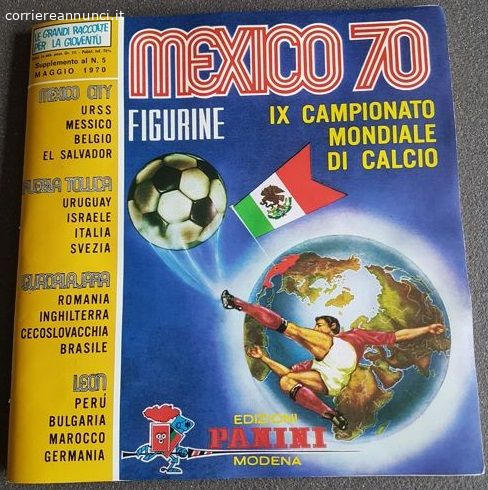 corriereannunci.it
LE GRANDI RACCOLTE
PER LA GIOVENTÙ
Supplemento al N. 5
MAGGIO 1970
MEXICO 70
FIGURINE
IX CAMPIONATO
MONDIALE
DI CALCIO
MEXICO CITY
URSS
MESSICO
BELGIO
EL SALVADOR
PUEBLA TOLUCA
URUGUAY
ISRAELE
ITALIA
SVEZIA
GUADALAJARA
ROMANIA
INGHILTERRA
CECOSLOVACCHIA
BRASILE
LEON
PERÚ
BULGARIA
MAROCCO
GERMANIA
EDIZIONI
PANINI
MODENA